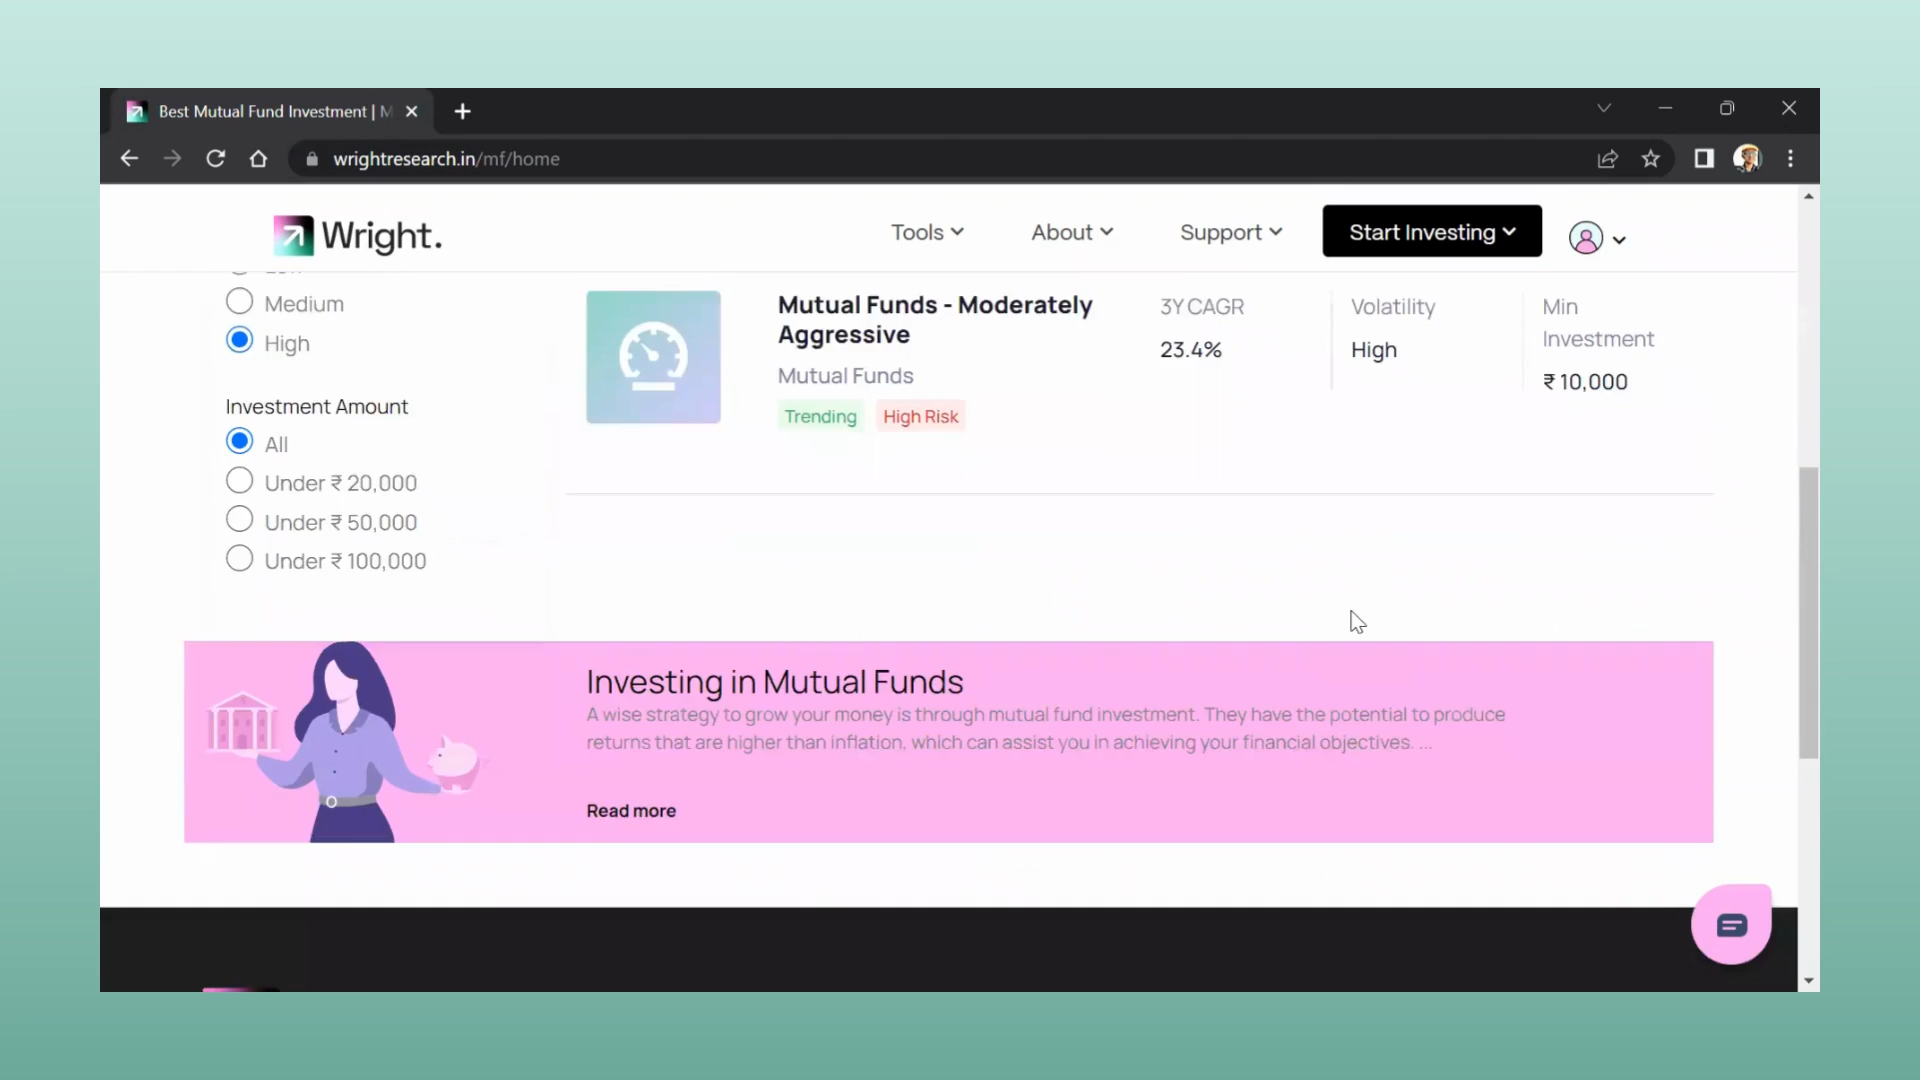 Best Mutual Fund Investment | M
wrightresearch.in/mf/home
Wright.
Tools
About
Support
Start Investing
Medium
High
Investment Amount
All
Under ₹ 20,000
Under ₹ 50,000
Under ₹ 100,000
Mutual Funds - Moderately
Aggressive
Mutual Funds
Trending
High Risk
3Y CAGR
23.4%
Volatility
High
Min
Investment
₹ 10,000
Investing in Mutual Funds
A wise strategy to grow your money is through mutual fund investment. They have the potential to produce
returns that are higher than inflation, which can assist you in achieving your financial objectives. ...
Read more